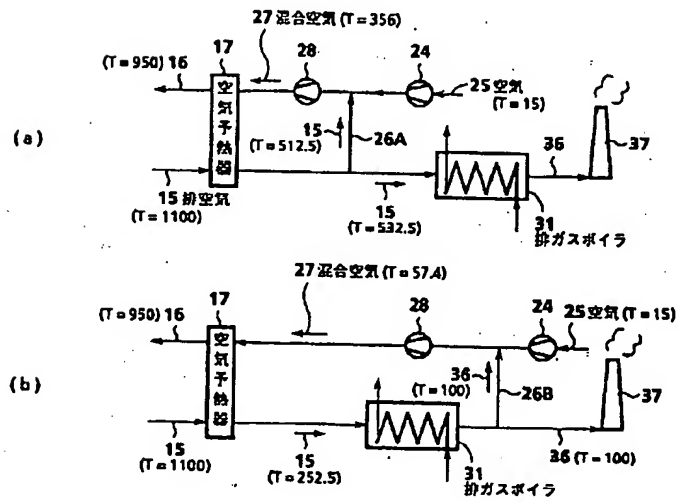 (a)
27 混合空気 (T=356)
17
(T=950) 16
28
24
25 空気
(T=15)
空気予熱器
15
(T=512.5)
26A
36
37
15 排空気
(T=1100)
15
(T=532.5)
31
排ガスボイラ
(b)
27 混合空気 (T=57.4)
17
(T=950) 16
28
24
25 空気 (T=15)
空気予熱器
36
(T=100)
26B
37
15
(T=1100)
15
(T=252.5)
31
排ガスボイラ
36 (T=100)